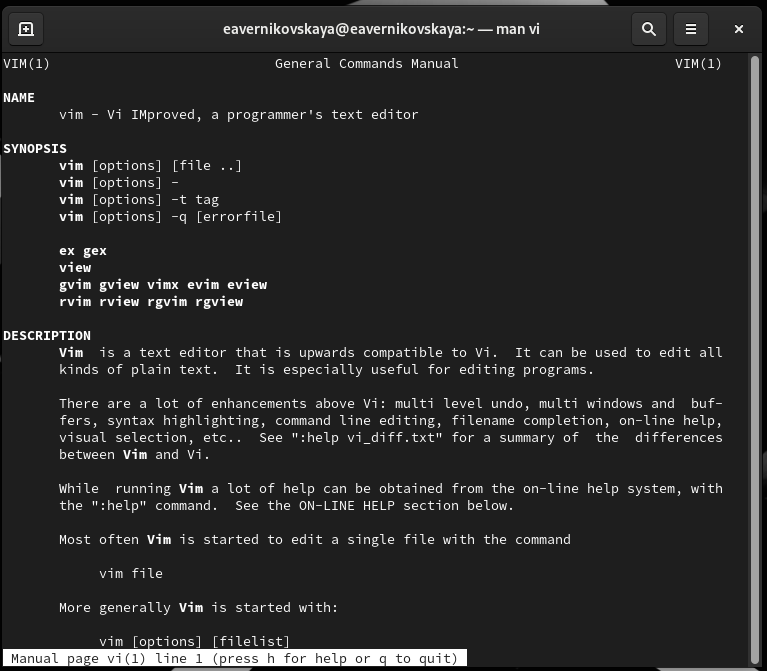 eavernikovskaya@eavernikovskaya:~ — man vi
VIM(1)                            General Commands Manual                           VIM(1)
NAME
vim - Vi IMproved, a programmer's text editor
SYNOPSIS
vim [options] [file ..]
vim [options] -
vim [options] -t tag
vim [options] -q [errorfile]
ex gex
view
gvim gview vimx evim eview
rvim rview rgvim rgview
DESCRIPTION
Vim  is a text editor that is upwards compatible to Vi.  It can be used to edit all
kinds of plain text.  It is especially useful for editing programs.
There are a lot of enhancements above Vi: multi level undo, multi windows and  buf-
fers, syntax highlighting, command line editing, filename completion, on-line help,
visual selection, etc..  See ":help vi_diff.txt" for a summary of  the  differences
between Vim and Vi.
While  running Vim a lot of help can be obtained from the on-line help system, with
the ":help" command.  See the ON-LINE HELP section below.
Most often Vim is started to edit a single file with the command
vim file
More generally Vim is started with:
vim [options] [filelist]
Manual page vi(1) line 1 (press h for help or q to quit)